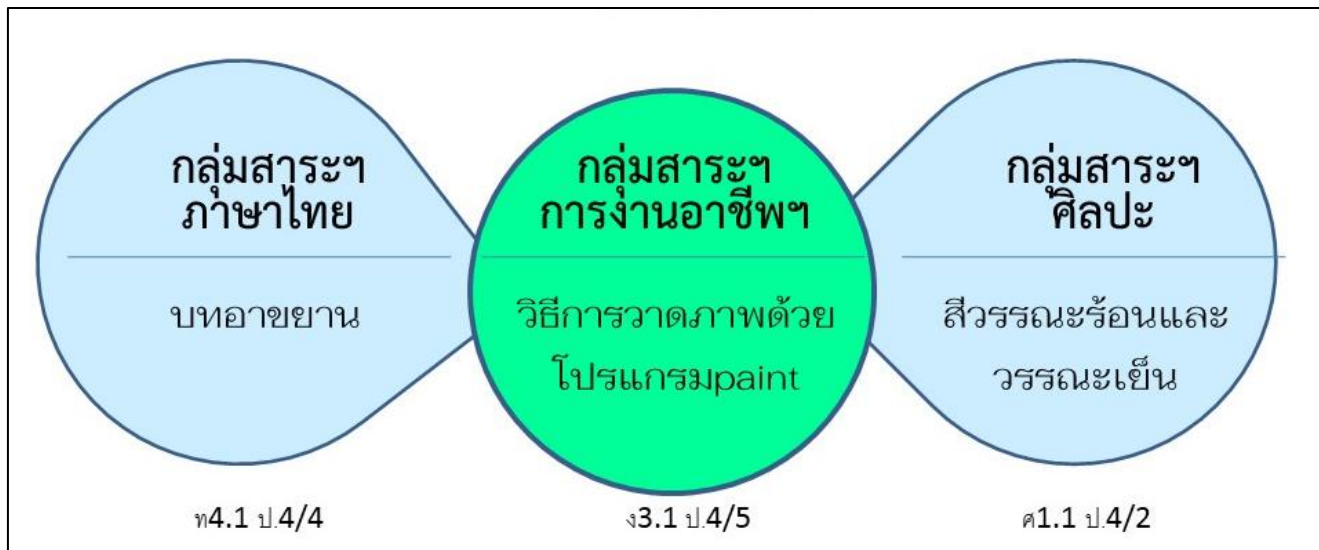 กลุ่มสาระฯ
ภาษาไทย
บทอาขยาน
ท4.1 ป.4/4
กลุ่มสาระฯ
การงานอาชีพฯ
วิธีการวาดภาพด้วย
โปรแกรมpaint
ง3.1 ป.4/5
กลุ่มสาระฯ
ศิลปะ
สีวรรณะร้อนและ
วรรณะเย็น
ศ1.1 ป.4/2